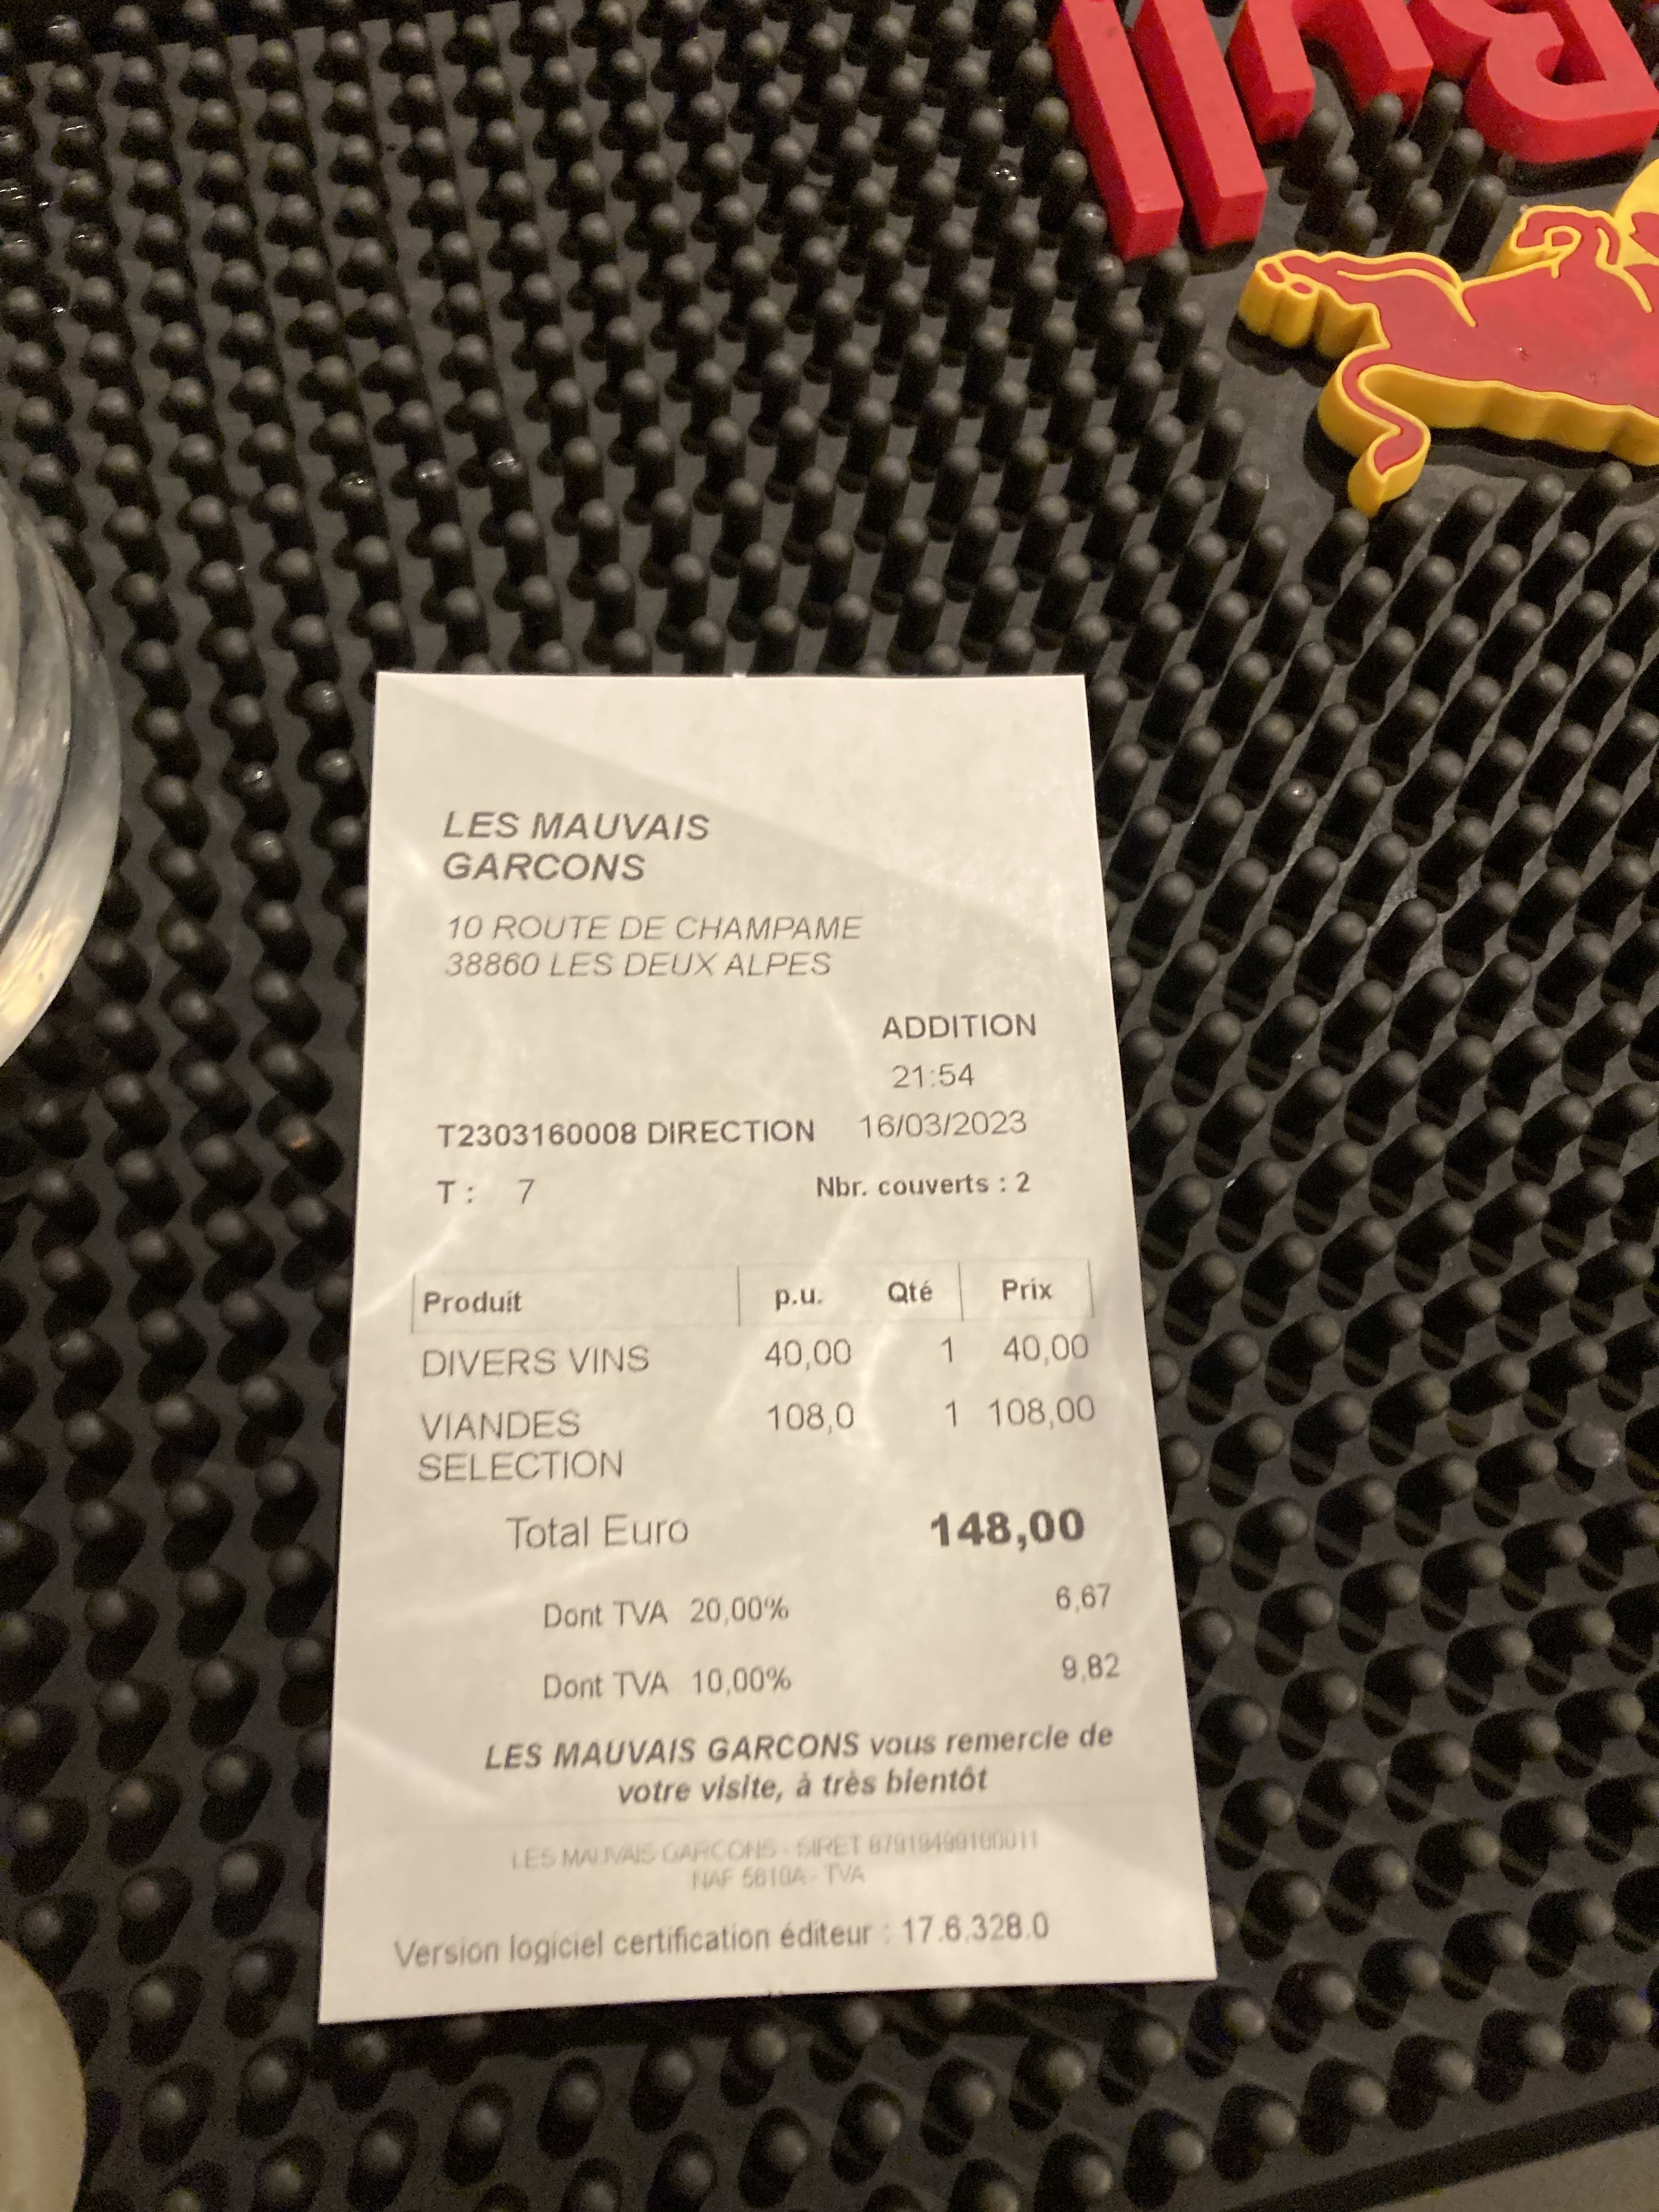 Bull
LES MAUVAIS
GARCONS
10 ROUTE DE CHAMPAME
38860 LES DEUX ALPES
ADDITION
21:54
T2303160008 DIRECTION 16/03/2023
T : 7 Nbr. couverts : 2
Produit p.u. Qté Prix
DIVERS VINS 40,00 1 40,00
VIANDES 108,0 1 108,00
SELECTION
Total Euro 148,00
Dont TVA 20,00% 6,67
Dont TVA 10,00% 9,82
LES MAUVAIS GARCONS vous remercie de
votre visite, à très bientôt
LES MAUVAIS GARCONS - SIRET
NAF 5610A - TVA
Version logiciel certification éditeur : 17.6.328.0